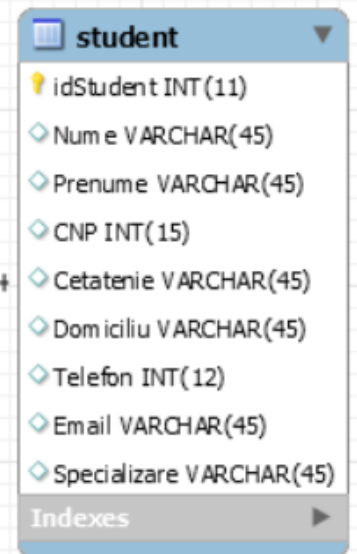 student
idStudent INT(11)
Nume VARCHAR(45)
Prenume VARCHAR(45)
CNP INT(15)
Cetatenie VARCHAR(45)
Domiciliu VARCHAR(45)
Telefon INT(12)
Email VARCHAR(45)
Specializare VARCHAR(45)
Indexes